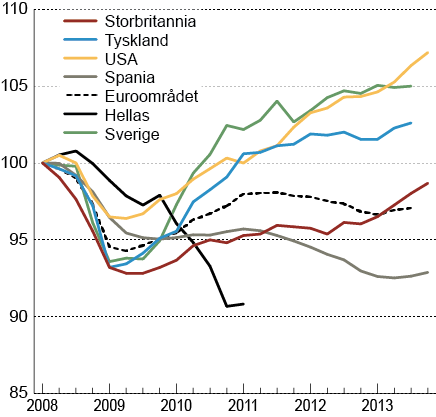 110
105
100
95
90
85
Storbritannia
Tyskland
USA
Spania
Euroområdet
Hellas
Sverige
2008 2009 2010 2011 2012 2013